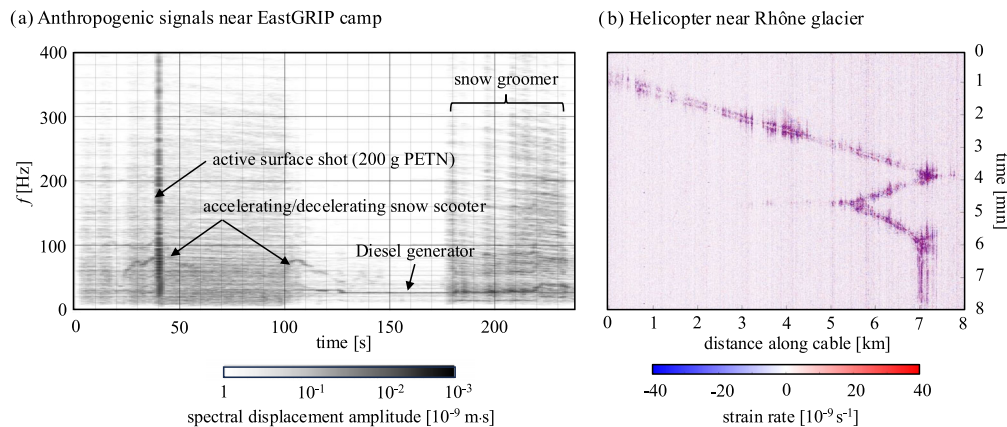 (a) Anthropogenic signals near EastGRIP camp
400
300
200
100
0
f [Hz]
snow groomer
active surface shot (200 g PETN)
accelerating/decelerating snow scooter
Diesel generator
0 50 100 150 200
time [s]
1 10⁻¹ 10⁻² 10⁻³
spectral displacement amplitude [10⁻⁹ m·s]
(b) Helicopter near Rhône glacier
0
1
2
3
4
5
6
7
8
time [min]
0 1 2 3 4 5 6 7 8
distance along cable [km]
-40 -20 0 20 40
strain rate [10⁻⁹ s⁻¹]